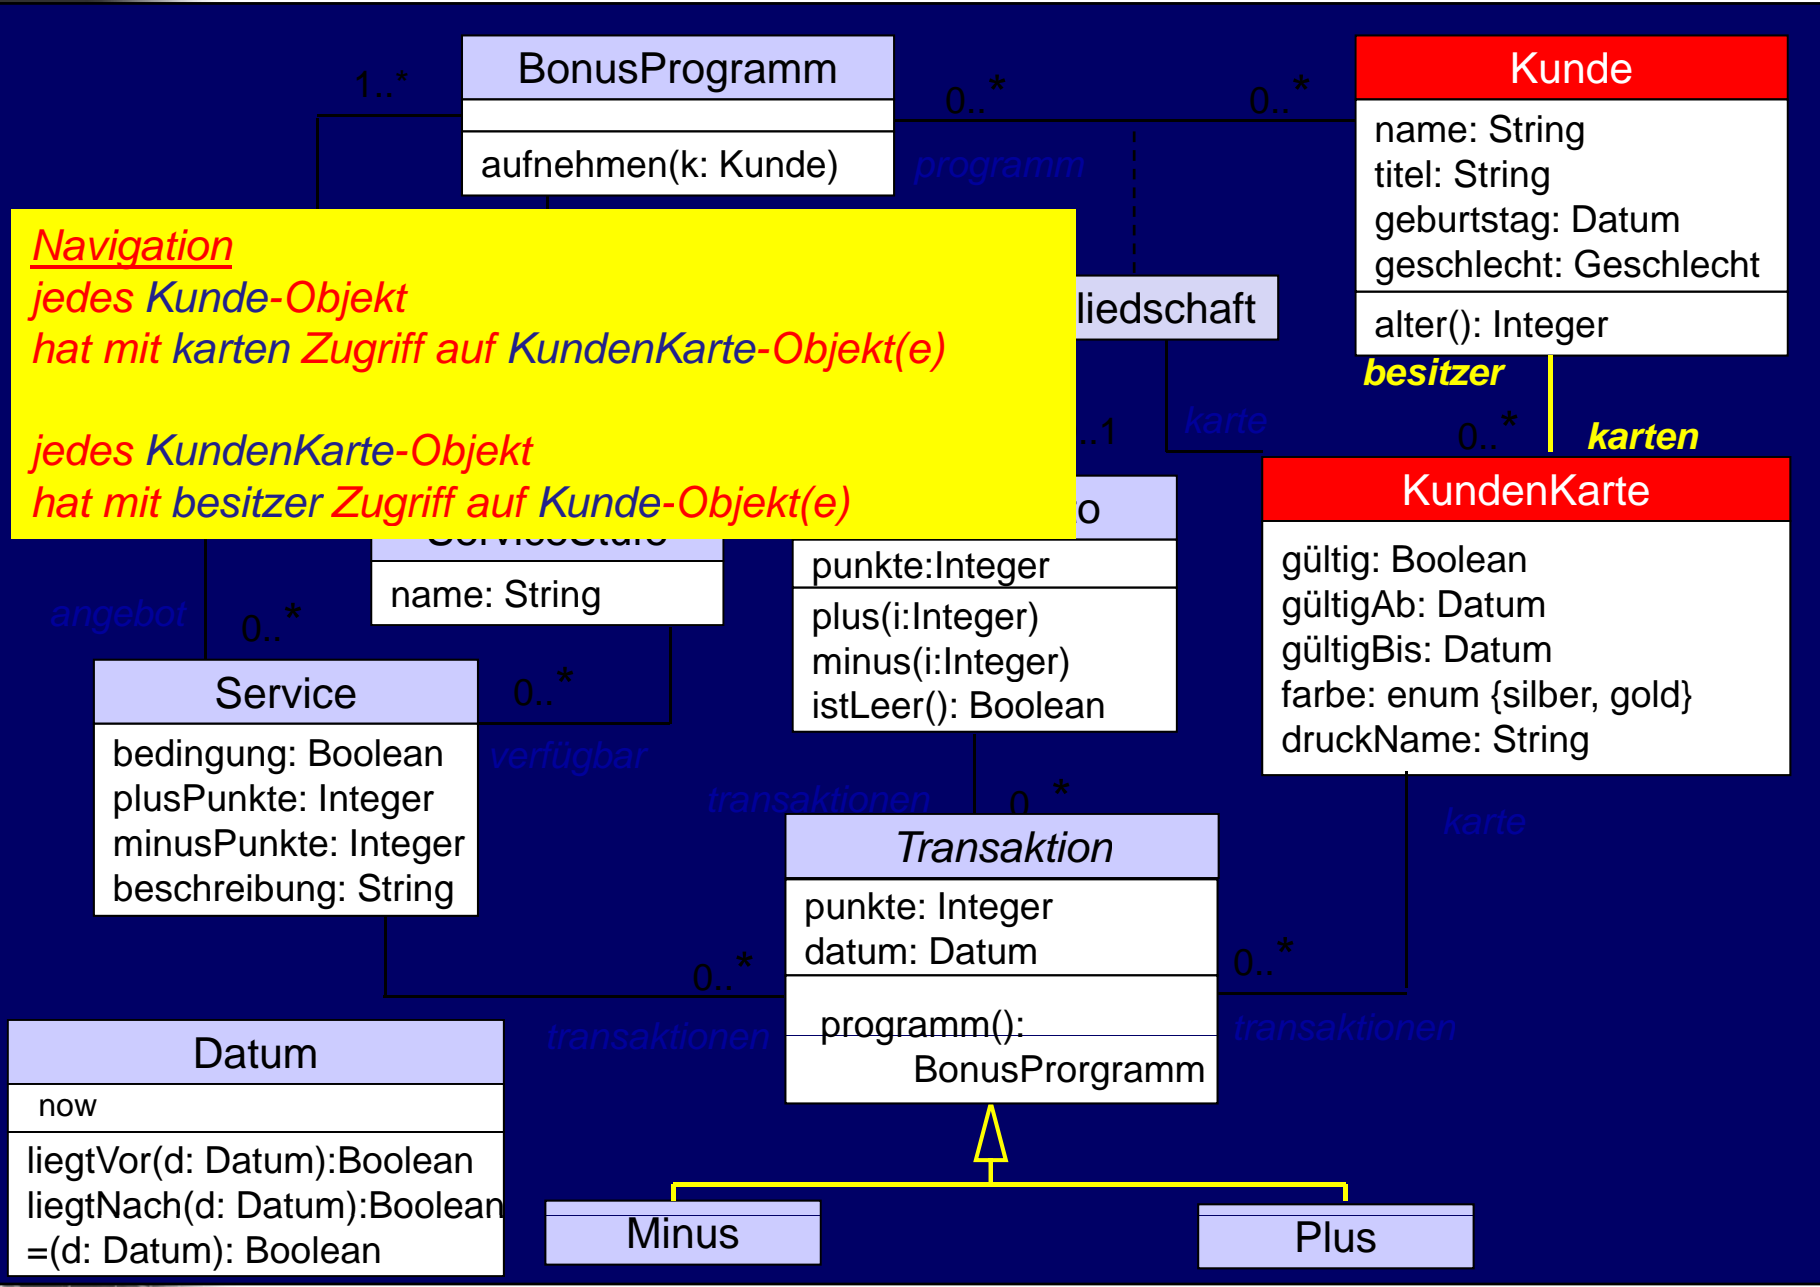 BonusProgramm
aufnehmen(k: Kunde)
1..*
0..*
0..*
programm
Kunde
name: String
titel: String
geburtstag: Datum
geschlecht: Geschlecht
alter(): Integer
Navigation
jedes Kunde-Objekt
hat mit karten Zugriff auf KundenKarte-Objekt(e)
jedes KundenKarte-Objekt
hat mit besitzer Zugriff auf Kunde-Objekt(e)
liedschaft
besitzer
karte
..1
0..*
karten
KundenKarte
gültig: Boolean
gültigAb: Datum
gültigBis: Datum
farbe: enum {silber, gold}
druckName: String
to
punkte:Integer
plus(i:Integer)
minus(i:Integer)
istLeer(): Boolean
name: String
angebot
0..*
Service
bedingung: Boolean
plusPunkte: Integer
minusPunkte: Integer
beschreibung: String
0..*
verfügbar
transaktionen
0..*
karte
Transaktion
punkte: Integer
datum: Datum
programm():
BonusProrgramm
0..*
transaktionen
0..*
transaktionen
Datum
now
liegtVor(d: Datum):Boolean
liegtNach(d: Datum):Boolean
=(d: Datum): Boolean
Minus
Plus